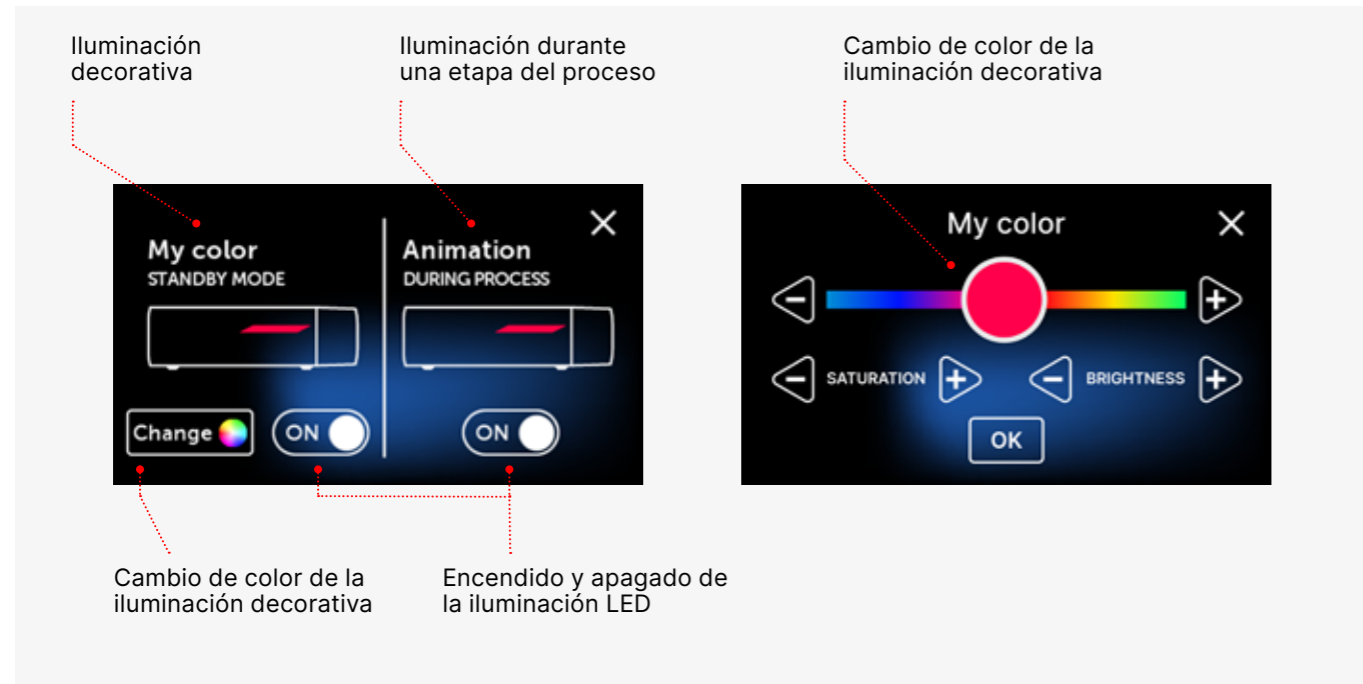 Iluminación
decorativa
Iluminación durante
una etapa del proceso
Cambio de color de la
iluminación decorativa
My color
STANDBY MODE
Animation
DURING PROCESS
Change
ON
ON
My color
SATURATION
BRIGHTNESS
OK
Cambio de color de la
iluminación decorativa
Encendido y apagado de
la iluminación LED